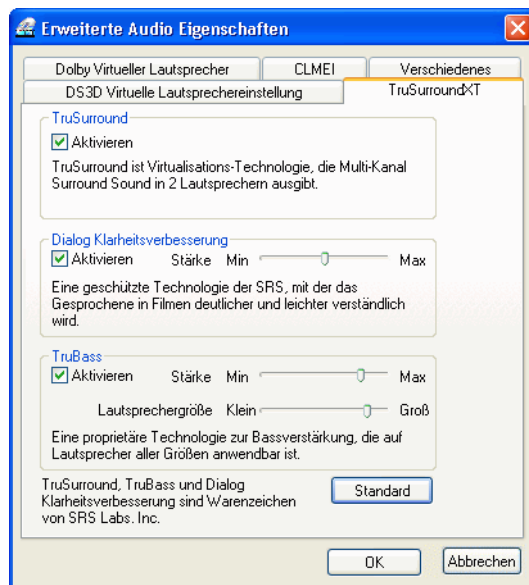 Erweiterte Audio Eigenschaften
Dolby Virtueller Lautsprecher CLMEI Verschiedenes
DS3D Virtuelle Lautsprechereinstellung TruSurroundXT
TruSurround
Aktivieren
TruSurround ist Virtualisations-Technologie, die Multi-Kanal
Surround Sound in 2 Lautsprechern ausgibt.
Dialog Klarheitsverbesserung
Aktivieren Stärke Min Max
Eine geschützte Technologie der SRS, mit der das
Gesprochene in Filmen deutlicher und leichter verständlich
wird.
TruBass
Aktivieren Stärke Min Max
Lautsprechergröße Klein Groß
Eine proprietäre Technologie zur Bassverstärkung, die auf
Lautsprecher aller Größen anwendbar ist.
TruSurround, TruBass und Dialog
Klarheitsverbesserung sind Warenzeichen
von SRS Labs. Inc.
Standard
OK Abbrechen